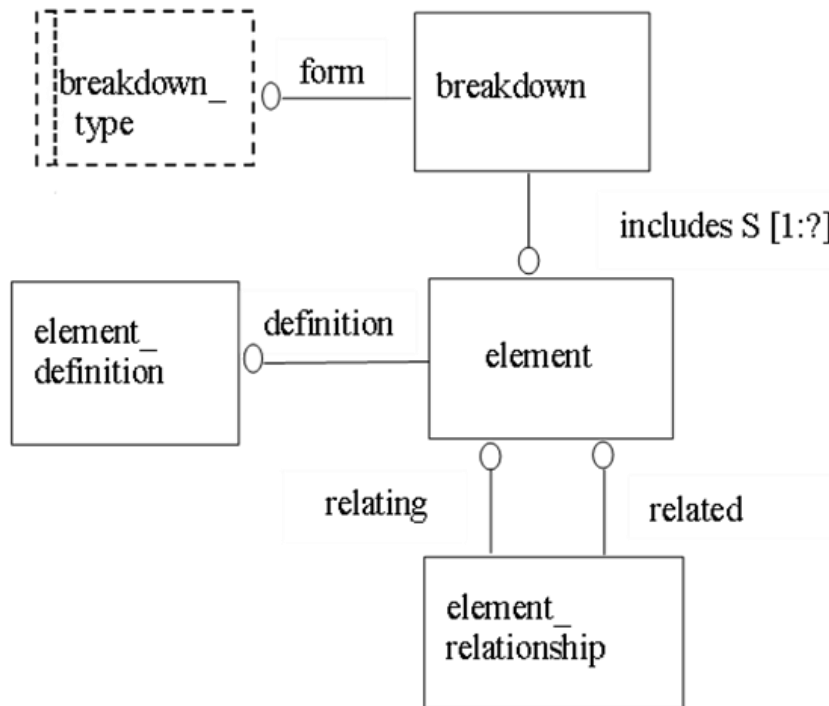 breakdown_
type
form
breakdown
includes S [1:?]
element_
definition
definition
element
relating
related
element_
relationship